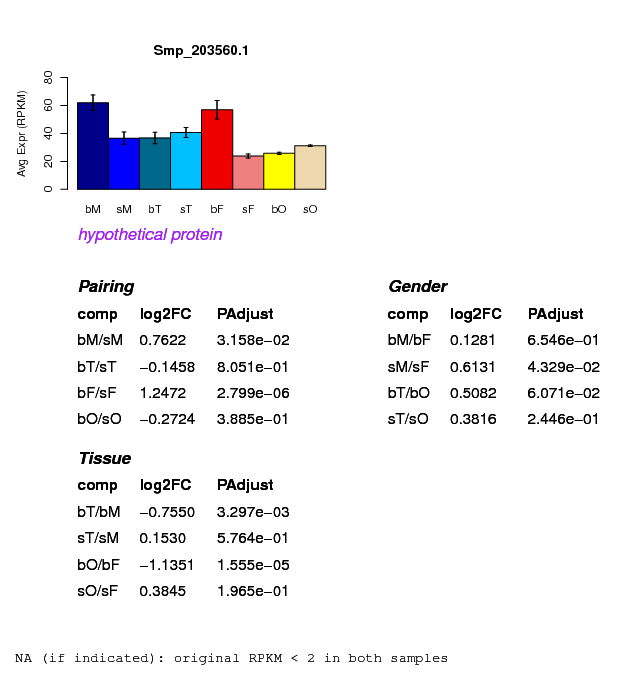 Smp_203560.1
Avg Expr (RPKM)
80
60
40
20
0
bM sM bT sT bF sF bO sO
hypothetical protein
Pairing
comp log2FC PAdjust
bM/sM 0.7622 3.158e−02
bT/sT −0.1458 8.051e−01
bF/sF 1.2472 2.799e−06
bO/sO −0.2724 3.885e−01
Gender
comp log2FC PAdjust
bM/bF 0.1281 6.546e−01
sM/sF 0.6131 4.329e−02
bT/bO 0.5082 6.071e−02
sT/sO 0.3816 2.446e−01
Tissue
comp log2FC PAdjust
bT/bM −0.7550 3.297e−03
sT/sM 0.1530 5.764e−01
bO/bF −1.1351 1.555e−05
sO/sF 0.3845 1.965e−01
NA (if indicated): original RPKM < 2 in both samples